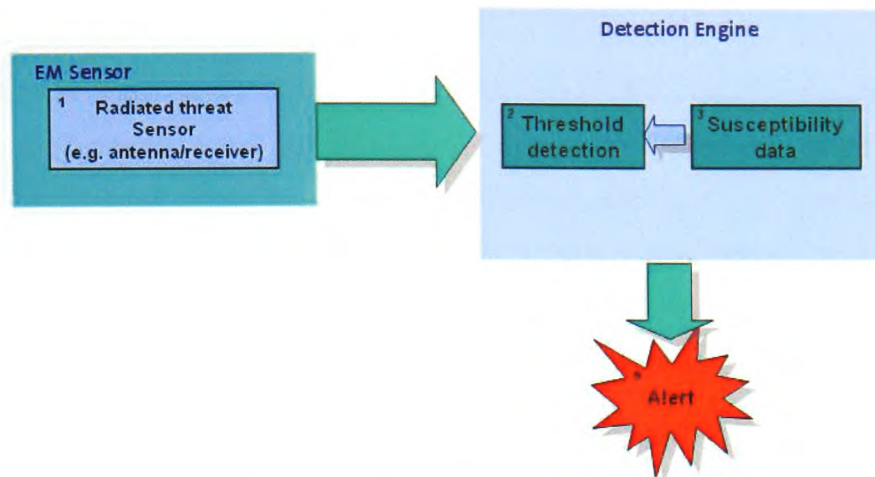 EM Sensor
1 Radiated threat
Sensor
(e.g. antenna/receiver)
Detection Engine
2 Threshold
detection
3 Susceptibility
data
Alert